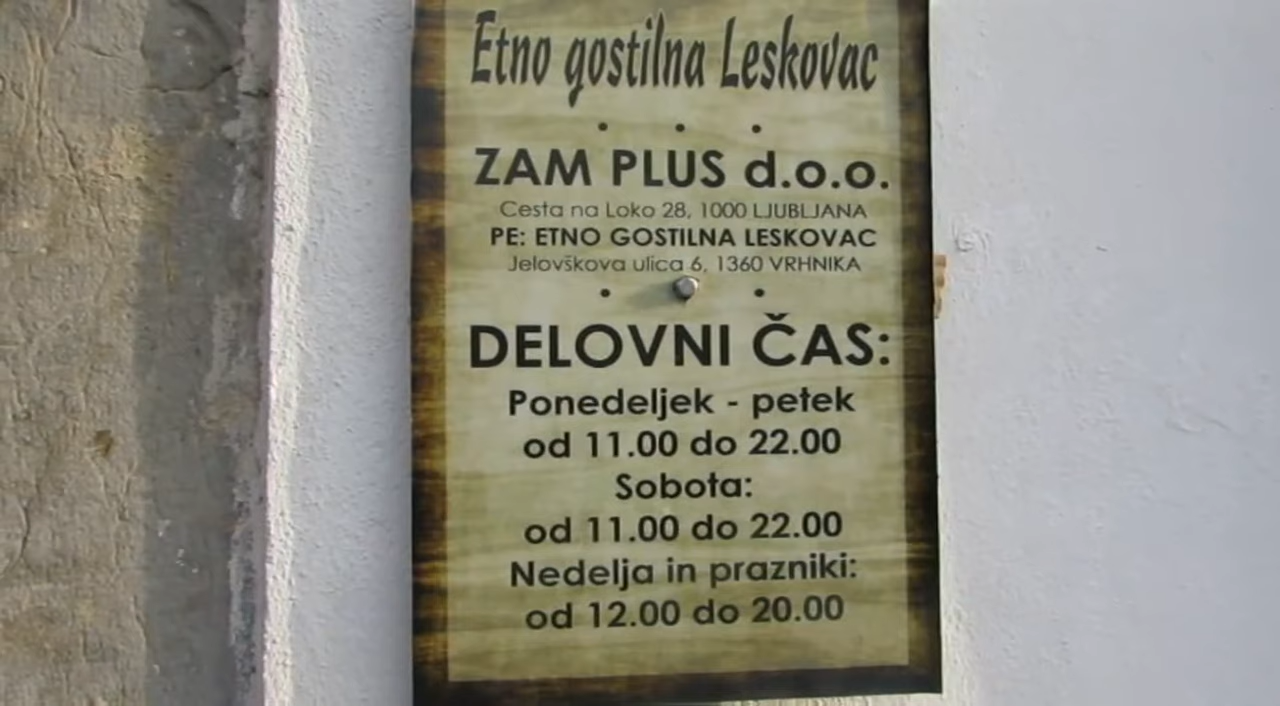 Etno gostilna Leskovac
ZAM PLUS d.o.o.
Cesta na Loko 28, 1000 LJUBLJANA
PE: ETNO GOSTILNA LESKOVAC
Jelovškova ulica 6, 1360 VRHNIKA
DELOVNI ČAS:
Ponedeljek - petek
od 11.00 do 22.00
Sobota:
od 11.00 do 22.00
Nedelja in prazniki:
od 12.00 do 20.00